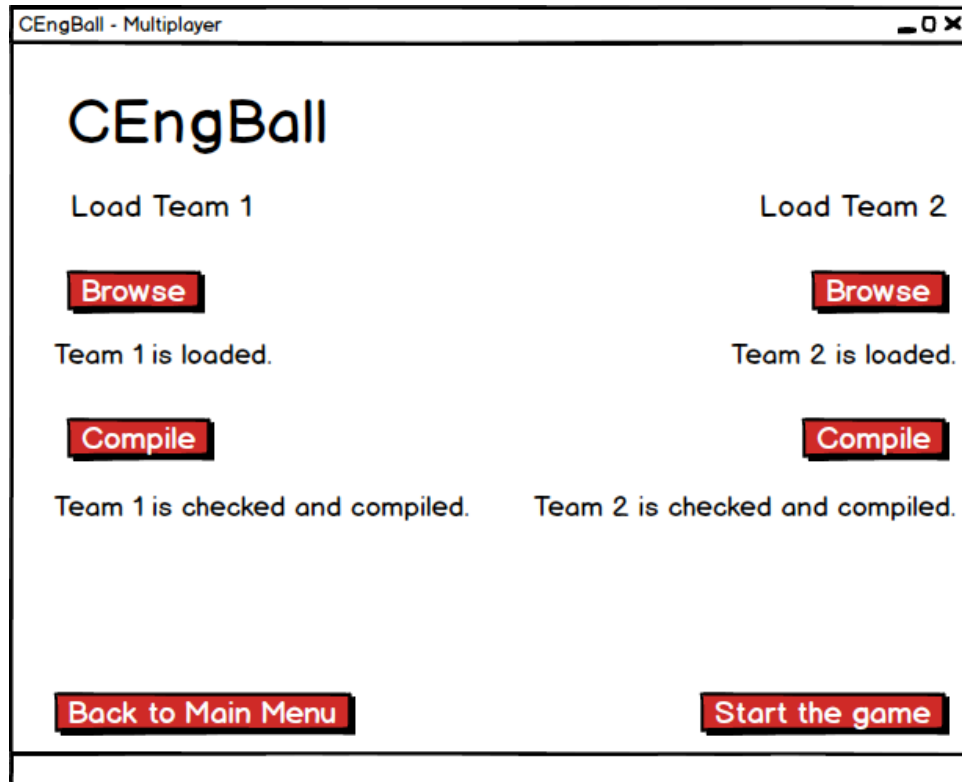 CEngBall - Multiplayer
CEngBall
Load Team 1
Load Team 2
Browse
Browse
Team 1 is loaded.
Team 2 is loaded.
Compile
Compile
Team 1 is checked and compiled.
Team 2 is checked and compiled.
Back to Main Menu
Start the game